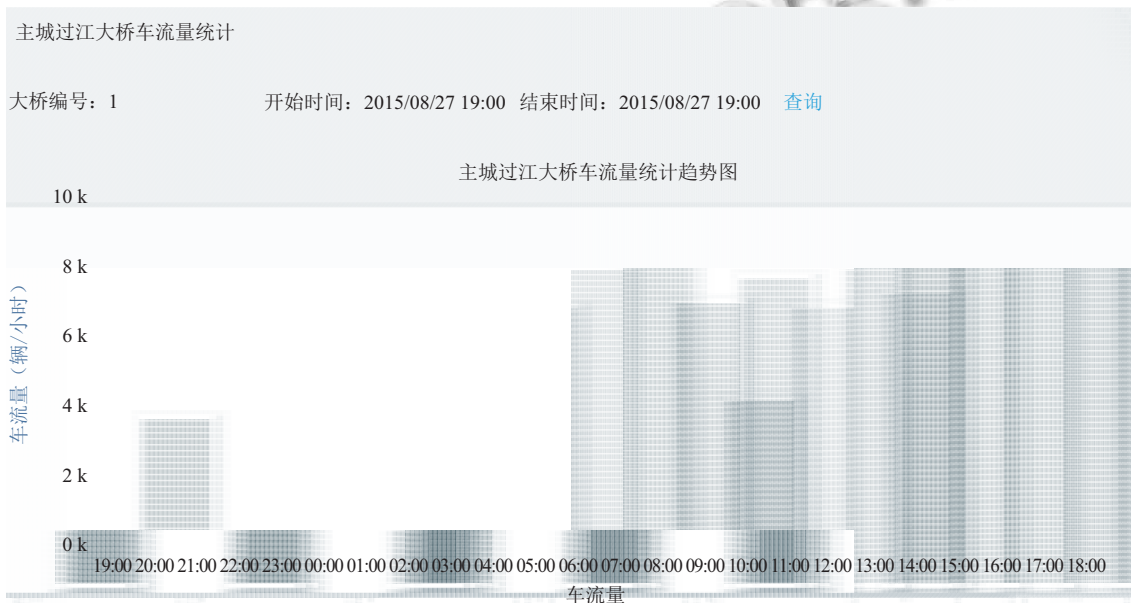 主城过江大桥车流量统计
大桥编号：1 开始时间：2015/08/27 19:00 结束时间：2015/08/27 19:00 查询
主城过江大桥车流量统计趋势图
10 k
8 k
6 k
4 k
2 k
0 k
车流量（辆/小时）
19:00 20:00 21:00 22:00 23:00 00:00 01:00 02:00 03:00 04:00 05:00 06:00 07:00 08:00 09:00 10:00 11:00 12:00 13:00 14:00 15:00 16:00 17:00 18:00
车流量